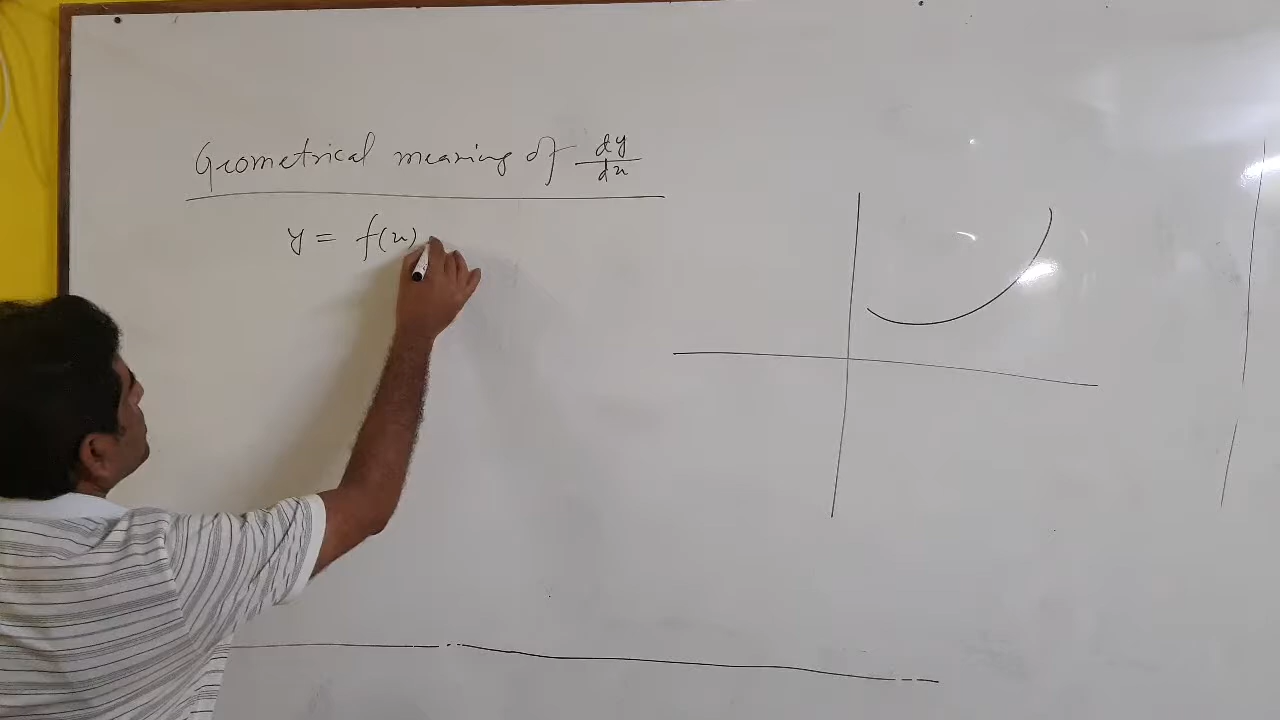 Geometrical meaning of dy/dx
y = f(x)